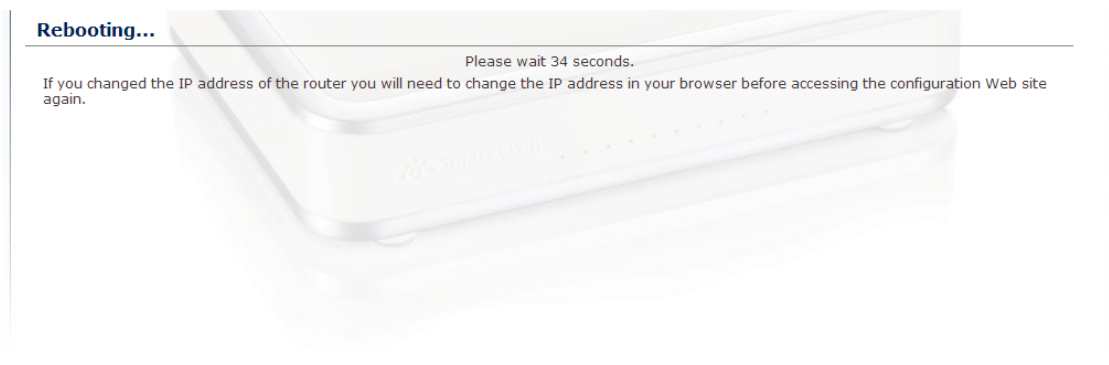 Rebooting...
Please wait 34 seconds.
If you changed the IP address of the router you will need to change the IP address in your browser before accessing the configuration Web site
again.